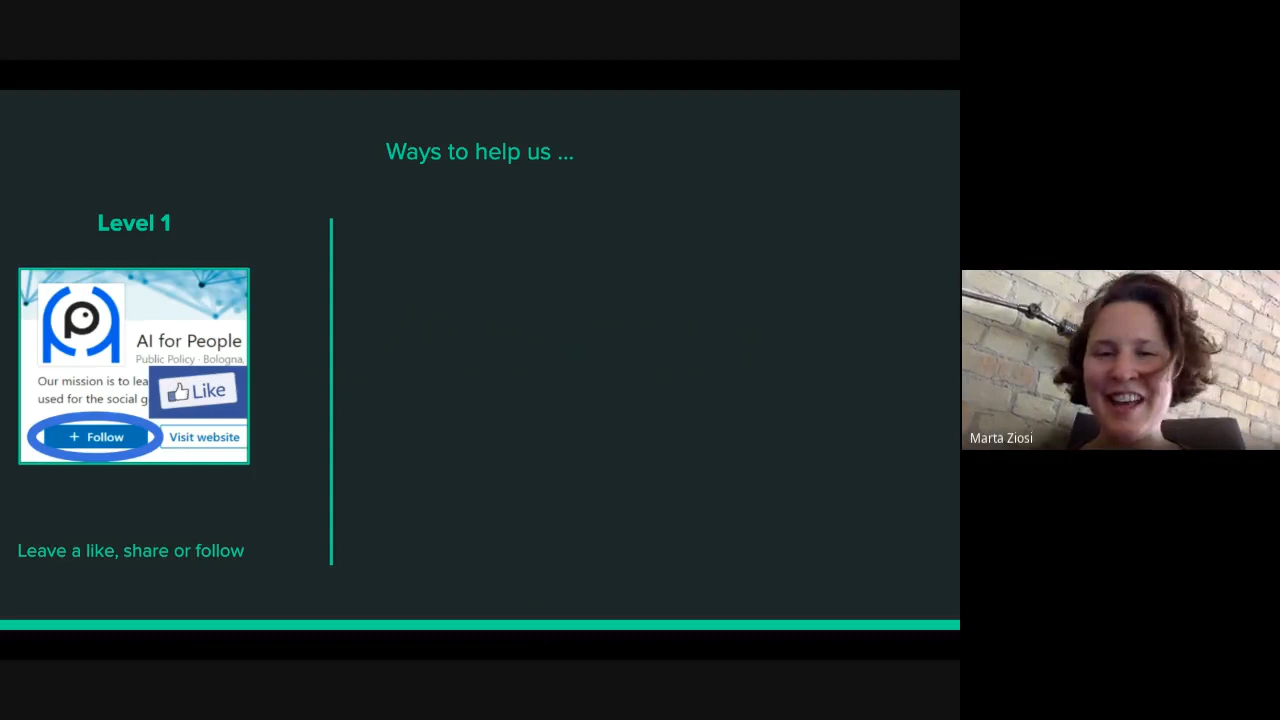 Ways to help us ...
Level 1
AI for People
Public Policy · Bologna,
Our mission is to lea
used for the social g
Like
+ Follow
Visit website
Leave a like, share or follow
Marta Ziosi